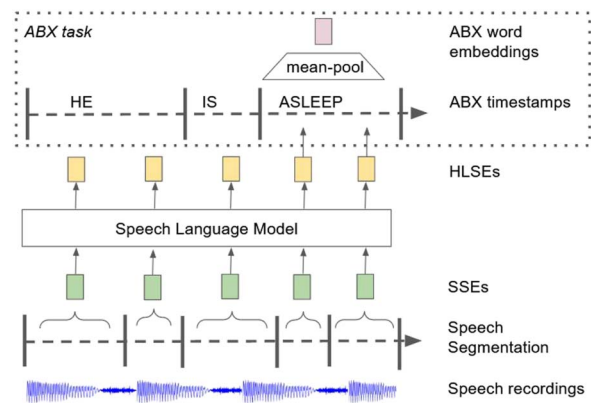 ABX task
ABX word
embeddings
mean-pool
HE IS ASLEEP
ABX timestamps
HLSEs
Speech Language Model
SSEs
Speech
Segmentation
Speech recordings